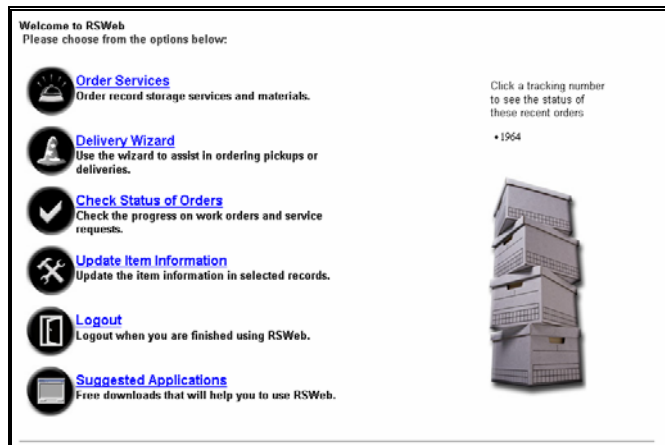 Welcome to RSWeb
Please choose from the options below:
Order Services
Order record storage services and materials.
Delivery Wizard
Use the wizard to assist in ordering pickups or
deliveries.
Check Status of Orders
Check the progress on work orders and service
requests.
Update Item Information
Update the item information in selected records.
Logout
Logout when you are finished using RSWeb.
Suggested Applications
Free downloads that will help you to use RSWeb.
Click a tracking number
to see the status of
these recent orders
•1964